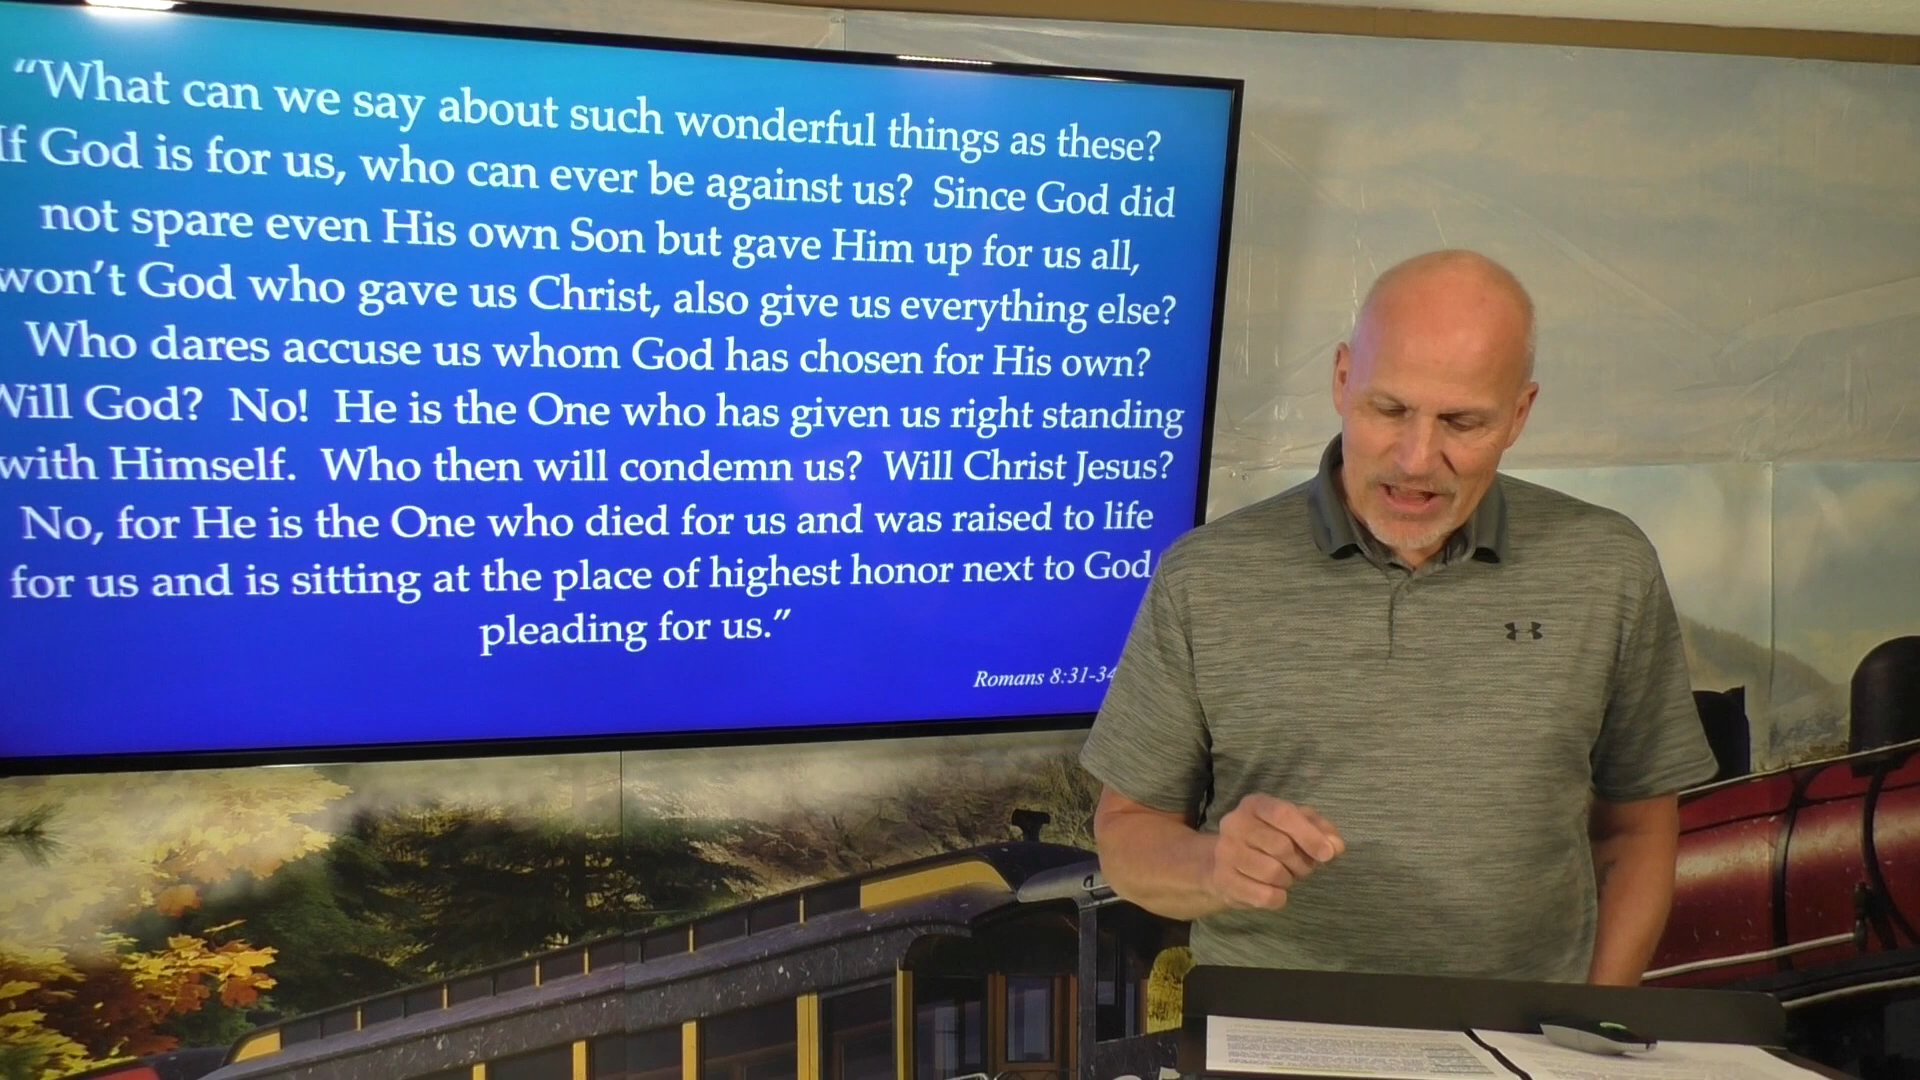 “What can we say about such wonderful things as these?
If God is for us, who can ever be against us?  Since God did
not spare even His own Son but gave Him up for us all,
won’t God who gave us Christ, also give us everything else?
Who dares accuse us whom God has chosen for His own?
Will God?  No!  He is the One who has given us right standing
with Himself.  Who then will condemn us?  Will Christ Jesus?
No, for He is the One who died for us and was raised to life
for us and is sitting at the place of highest honor next to God
pleading for us.”
Romans 8:31-34